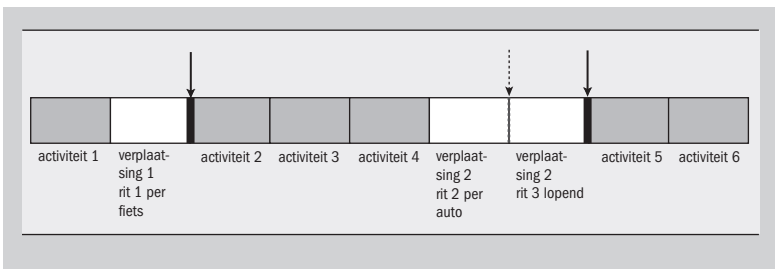 activiteit 1
verplaat-
sing 1
rit 1 per
fiets
activiteit 2
activiteit 3
activiteit 4
verplaat-
sing 2
rit 2 per
auto
verplaat-
sing 2
rit 3 lopend
activiteit 5
activiteit 6